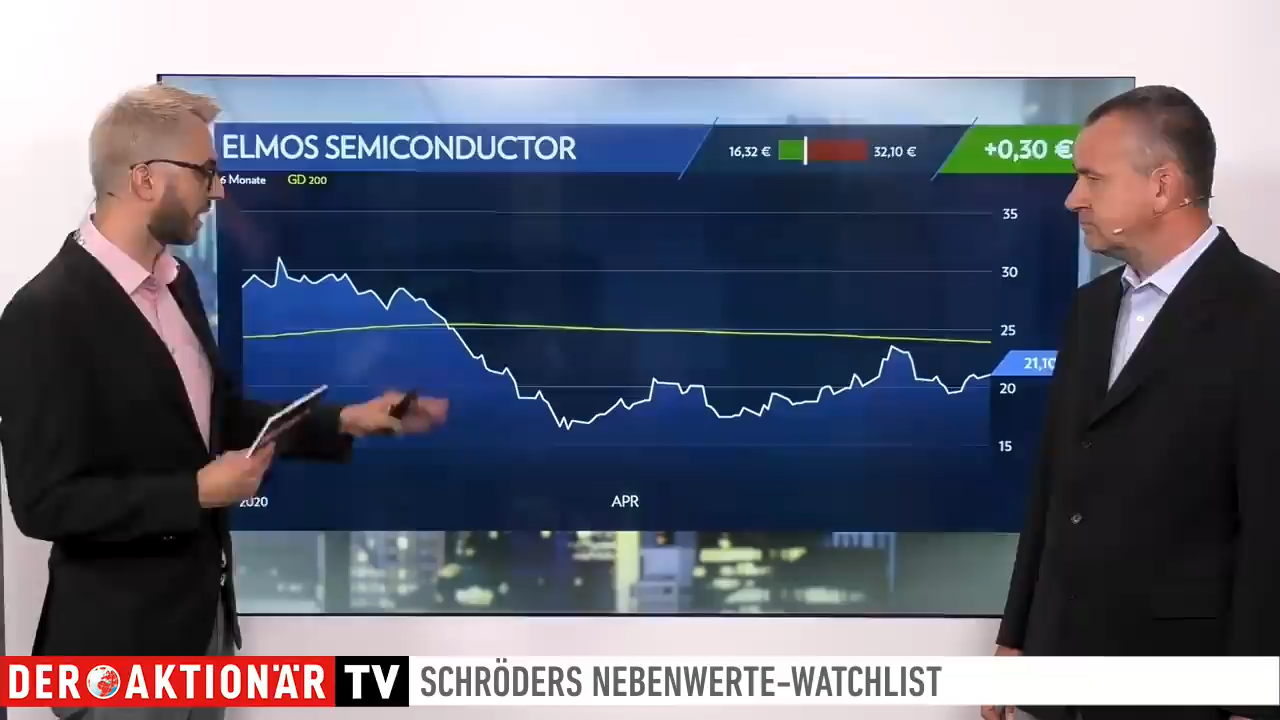 ELMOS SEMICONDUCTOR
16,32 €
32,10 €
+0,30 €
6 Monate
GD 200
35
30
25
21,10
20
15
2020
APR
DER AKTIONÄR TV
SCHRÖDERS NEBENWERTE-WATCHLIST